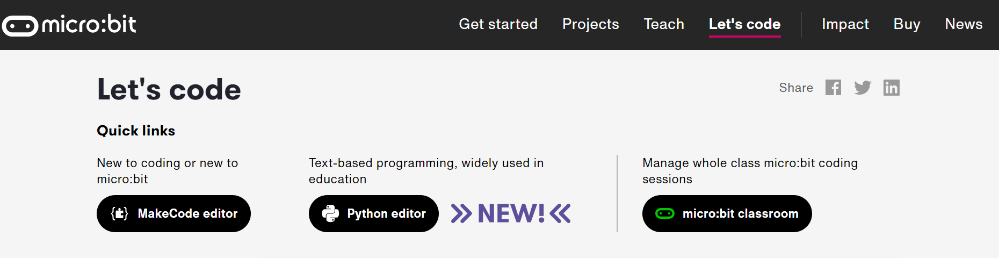 micro:bit
Get started Projects Teach Let's code Impact Buy News
Let's code
Share
Quick links
New to coding or new to
micro:bit
MakeCode editor
Text-based programming, widely used in
education
Python editor
NEW!
Manage whole class micro:bit coding
sessions
micro:bit classroom